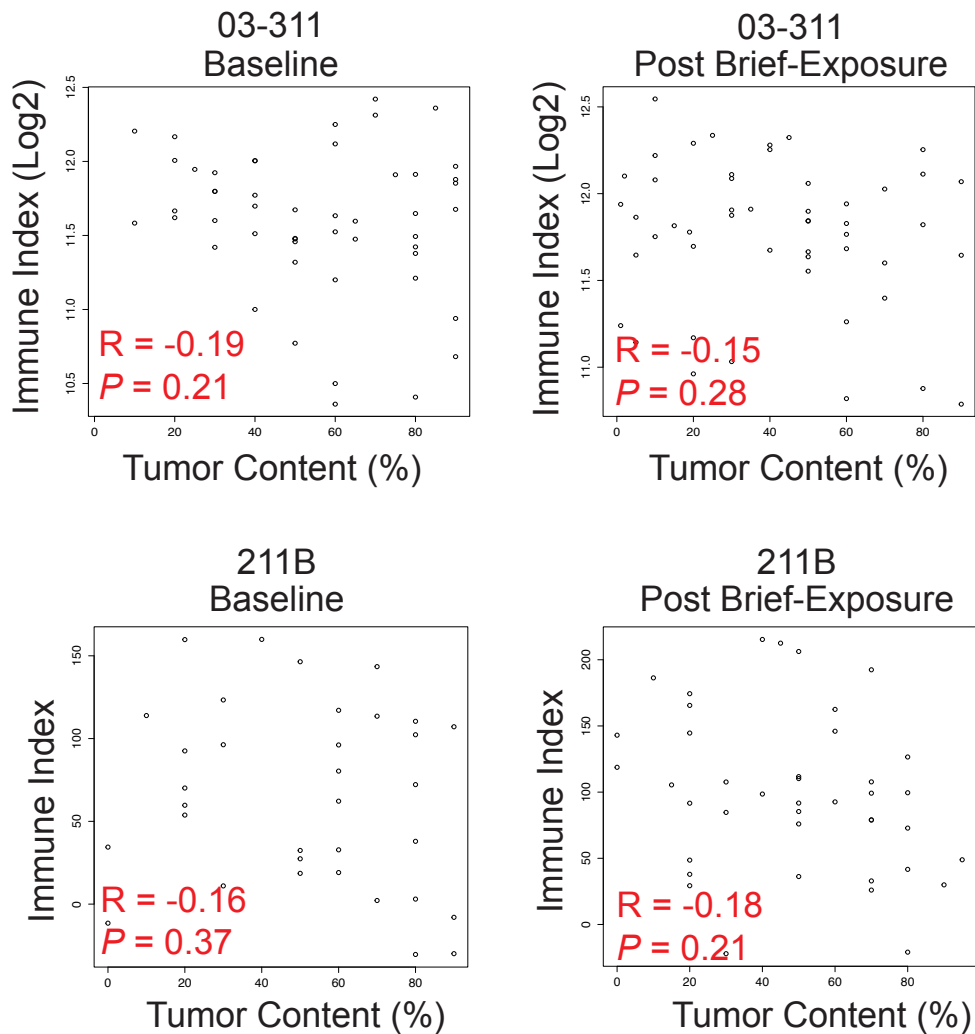 03-311
Baseline
Immune Index (Log2)
12.5
12.0
11.5
11.0
10.5
R = -0.19
P = 0.21
0 20 40 60 80
Tumor Content (%)
03-311
Post Brief-Exposure
Immune Index (Log2)
12.5
12.0
11.5
11.0
R = -0.15
P = 0.28
0 20 40 60 80
Tumor Content (%)
211B
Baseline
Immune Index
150
100
50
0
R = -0.16
P = 0.37
0 20 40 60 80
Tumor Content (%)
211B
Post Brief-Exposure
Immune Index
200
150
100
50
0
R = -0.18
P = 0.21
0 20 40 60 80
Tumor Content (%)